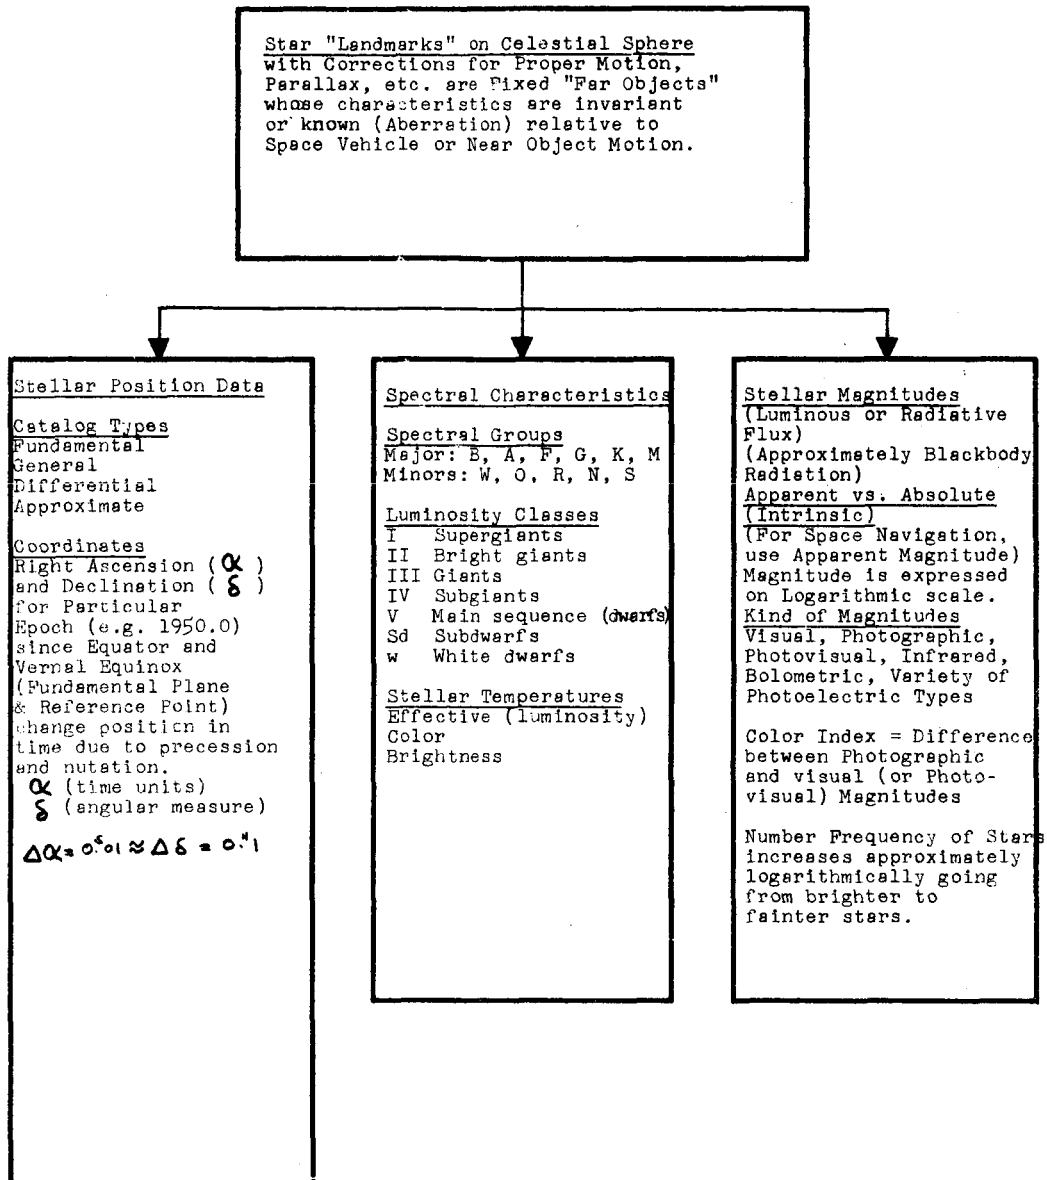 Star "Landmarks" on Celestial Sphere
with Corrections for Proper Motion,
Parallax, etc. are Fixed "Far Objects"
whose characteristics are invariant
or known (Aberration) relative to
Space Vehicle or Near Object Motion.
Stellar Position Data
Catalog Types
Fundamental
General
Differential
Approximate
Coordinates
Right Ascension (α)
and Declination (δ)
for Particular
Epoch (e.g. 1950.0)
since Equator and
Vernal Equinox
(Fundamental Plane
& Reference Point)
change position in
time due to precession
and nutation.
α (time units)
δ (angular measure)
Δα = 0.ˢ01 ≈ Δδ = 0."1
Spectral Characteristics
Spectral Groups
Major: B, A, F, G, K, M
Minors: W, O, R, N, S
Luminosity Classes
I Supergiants
II Bright giants
III Giants
IV Subgiants
V Main sequence (dwarfs)
Sd Subdwarfs
w White dwarfs
Stellar Temperatures
Effective (luminosity)
Color
Brightness
Stellar Magnitudes
(Luminous or Radiative
Flux)
(Approximately Blackbody
Radiation)
Apparent vs. Absolute
(Intrinsic)
(For Space Navigation,
use Apparent Magnitude)
Magnitude is expressed
on Logarithmic scale.
Kind of Magnitudes
Visual, Photographic,
Photovisual, Infrared,
Bolometric, Variety of
Photoelectric Types
Color Index = Difference
between Photographic
and visual (or Photo-
visual) Magnitudes
Number Frequency of Stars
increases approximately
logarithmically going
from brighter to
fainter stars.